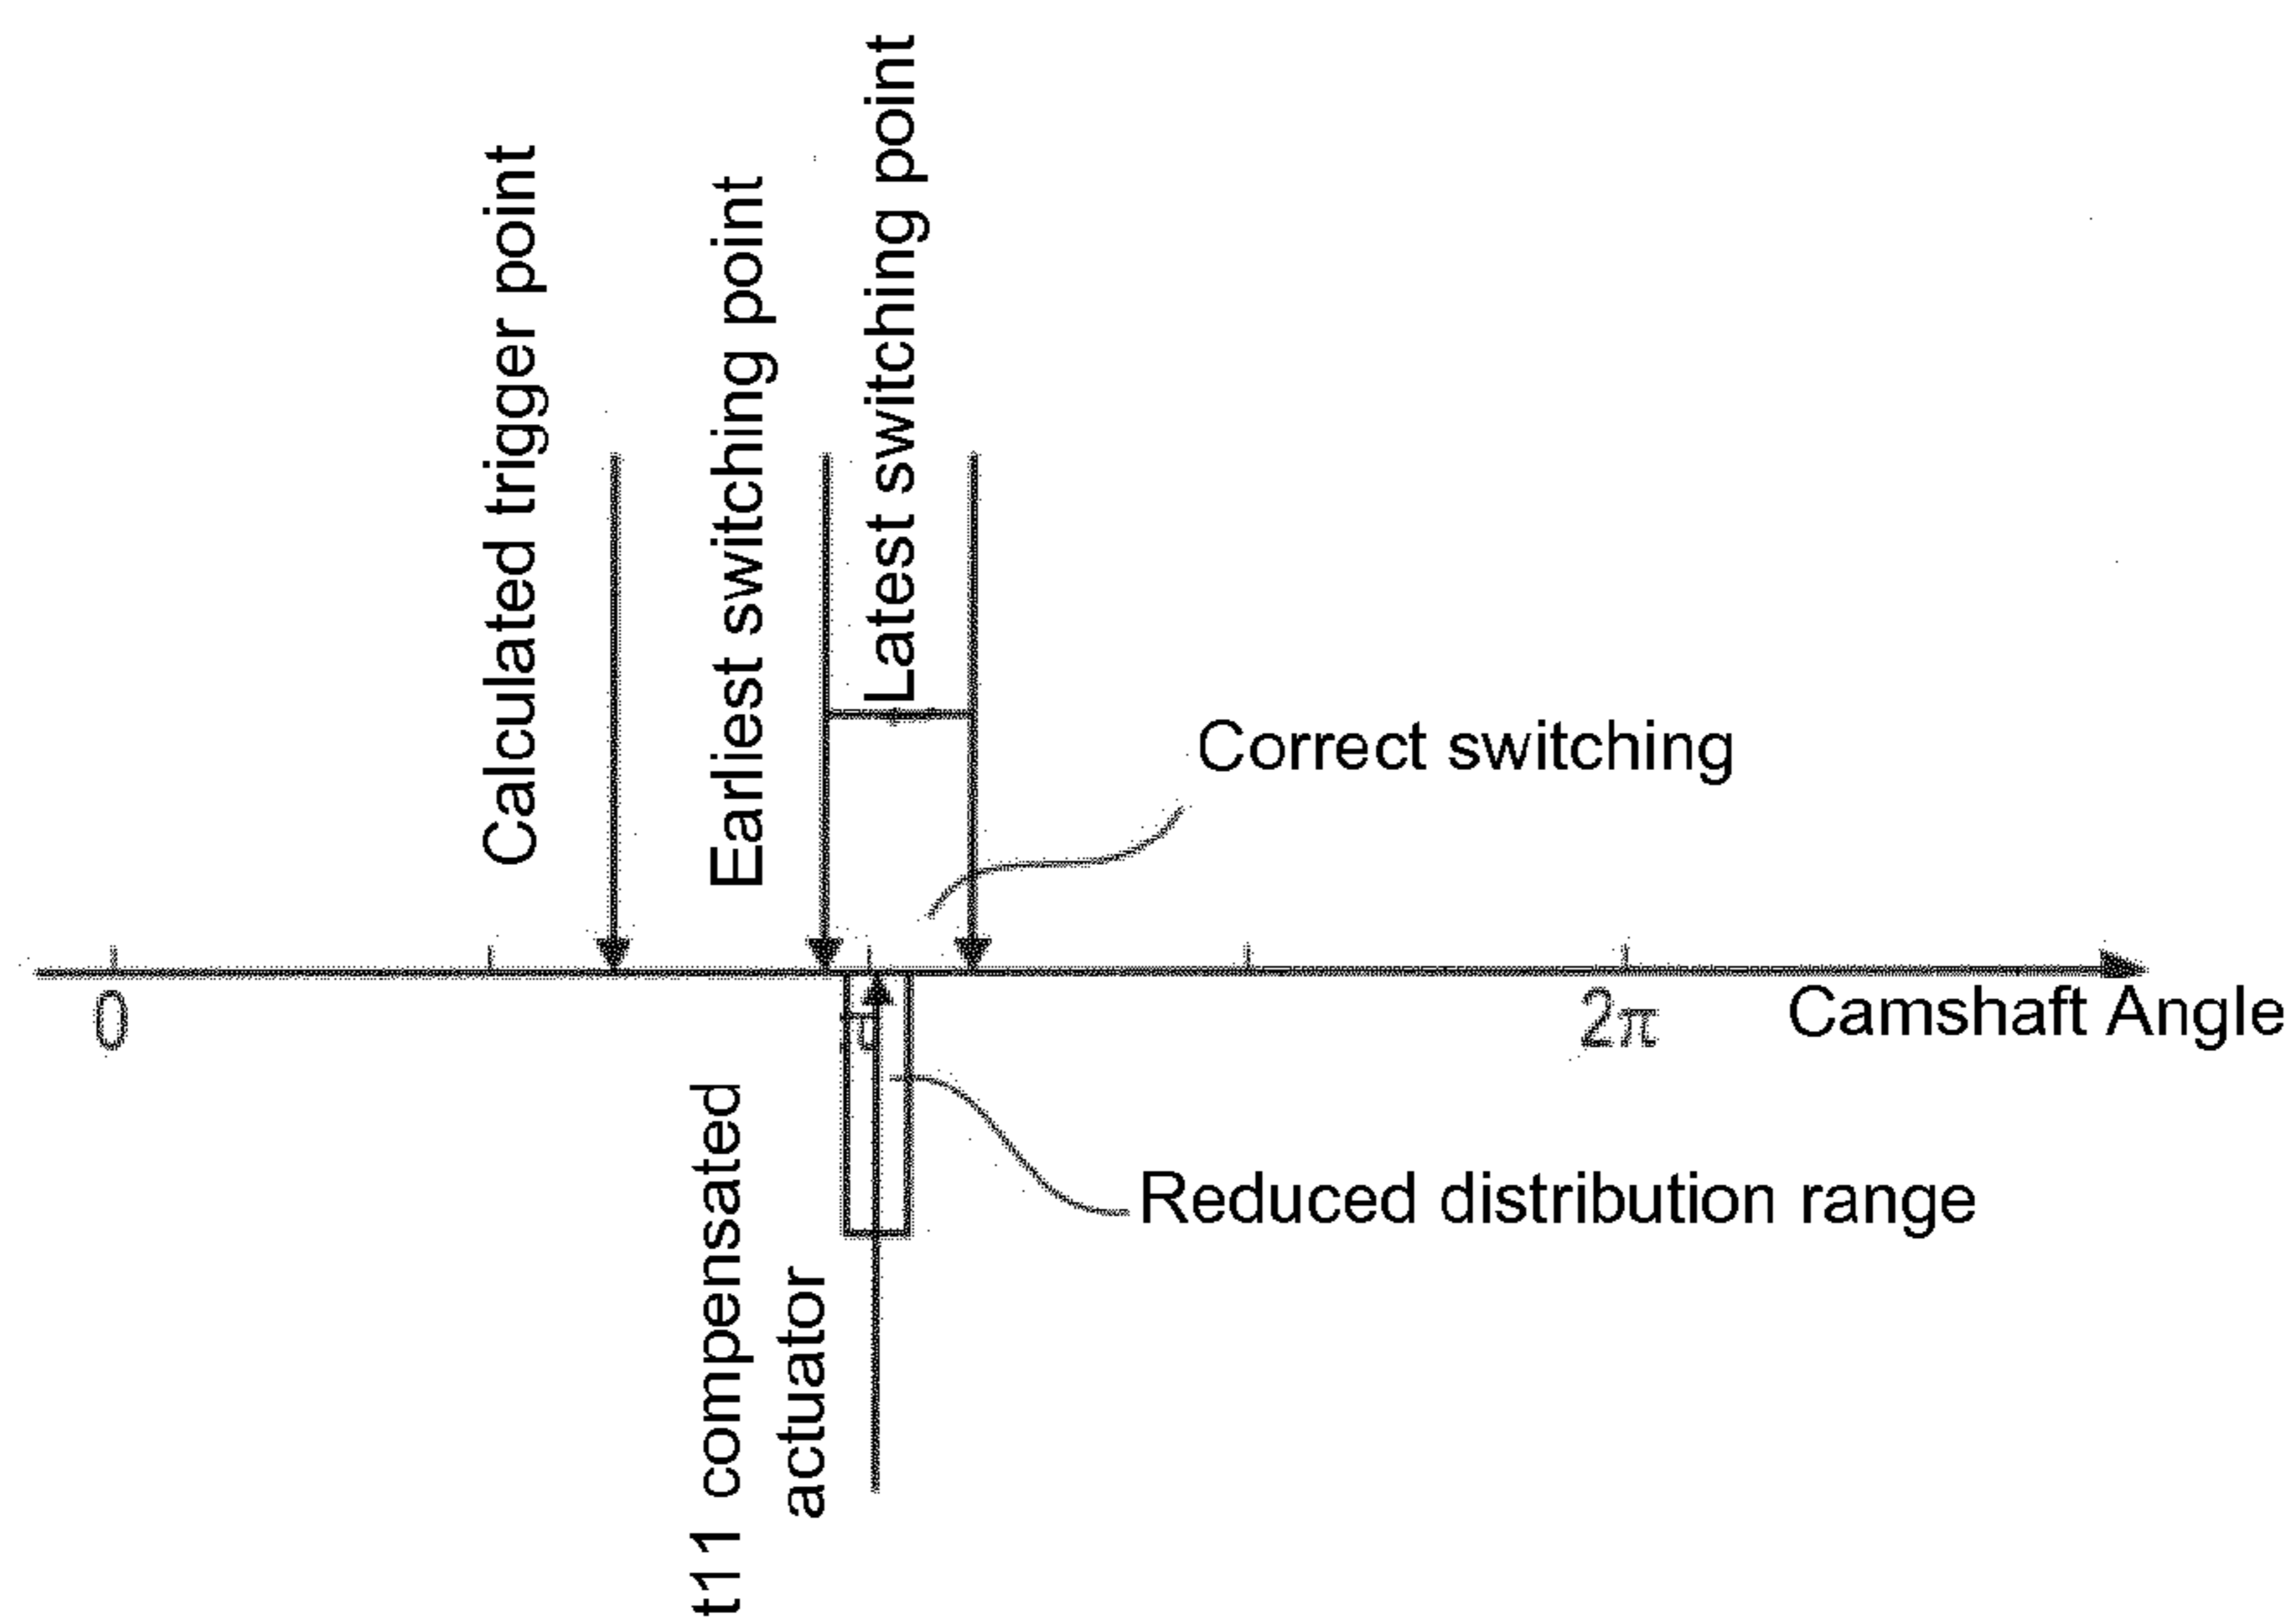 Calculated trigger point
Earliest switching point
Latest switching point
Correct switching
0
π
2π
Camshaft Angle
t11 compensated
actuator
Reduced distribution range